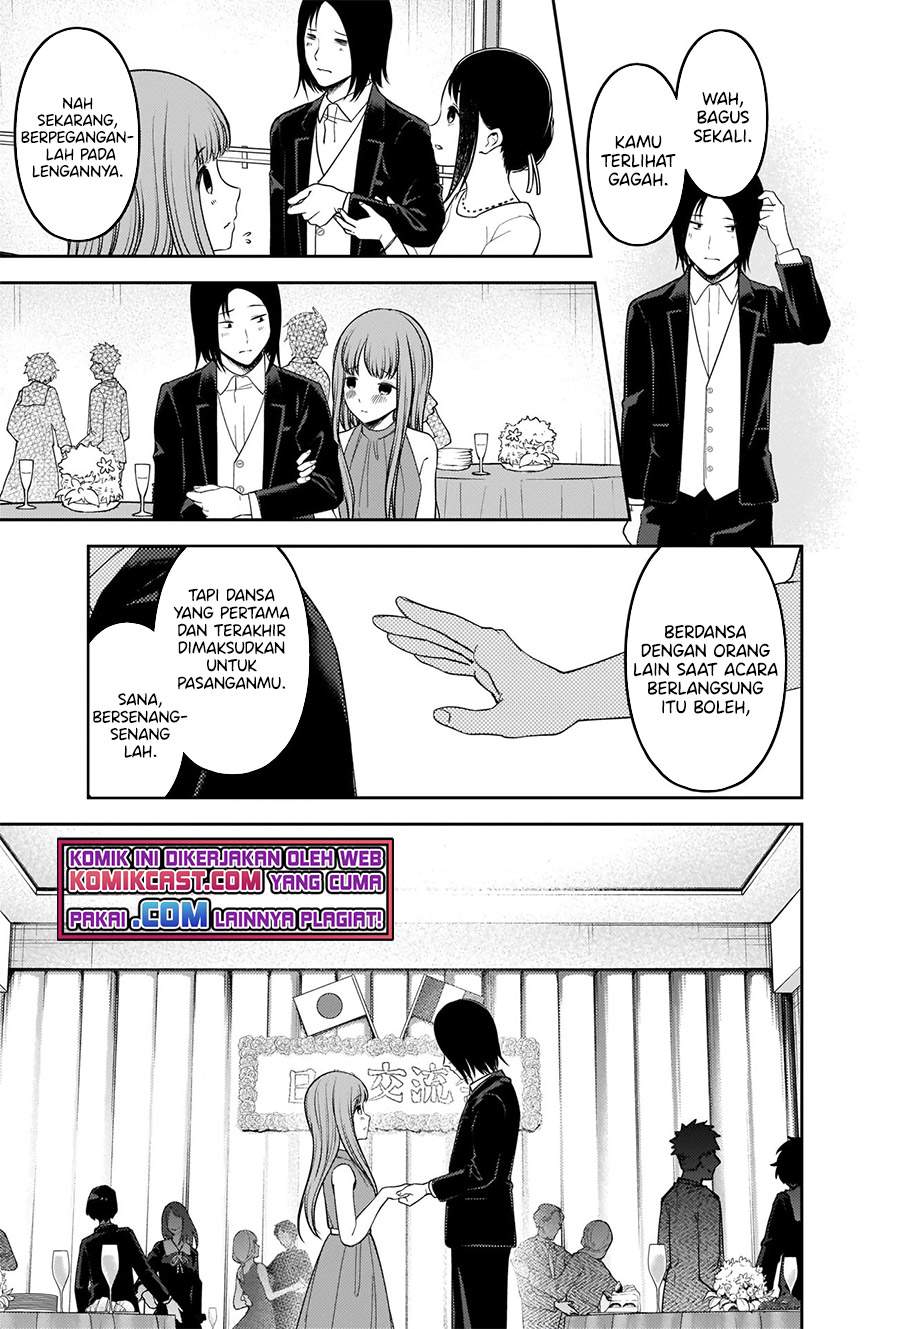 WAH,
BAGUS
SEKALI.
KAMU
TERLIHAT
GAGAH.
NAH
SEKARANG,
BERPEGANGAN-
LAH PADA
LENGANNYA.
BERDANSA
DENGAN ORANG
LAIN SAAT ACARA
BERLANGSUNG
ITU BOLEH,
TAPI DANSA
YANG PERTAMA
DAN TERAKHIR
DIMAKSUDKAN
UNTUK
PASANGANMU.
SANA,
BERSENANG-
SENANG
LAH.
KOMIK INI DIKERJAKAN OLEH WEB
KOMIKCAST.COM YANG CUMA
PAKAI .COM LAINNYA PLAGIAT!
日 交流